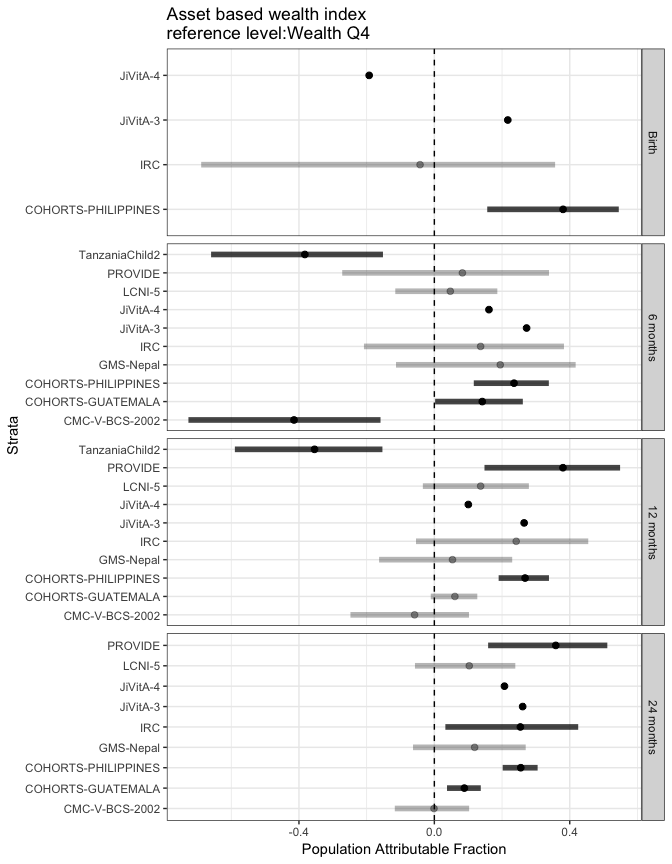 Asset based wealth index
reference level:Wealth Q4
JiVitA-4
JiVitA-3
IRC
COHORTS-PHILIPPINES
Birth
TanzaniaChild2
PROVIDE
LCNI-5
JiVitA-4
JiVitA-3
IRC
GMS-Nepal
COHORTS-PHILIPPINES
COHORTS-GUATEMALA
CMC-V-BCS-2002
6 months
Strata
TanzaniaChild2
PROVIDE
LCNI-5
JiVitA-4
JiVitA-3
IRC
GMS-Nepal
COHORTS-PHILIPPINES
COHORTS-GUATEMALA
CMC-V-BCS-2002
12 months
PROVIDE
LCNI-5
JiVitA-4
JiVitA-3
IRC
GMS-Nepal
COHORTS-PHILIPPINES
COHORTS-GUATEMALA
CMC-V-BCS-2002
24 months
-0.4 0.0 0.4
Population Attributable Fraction